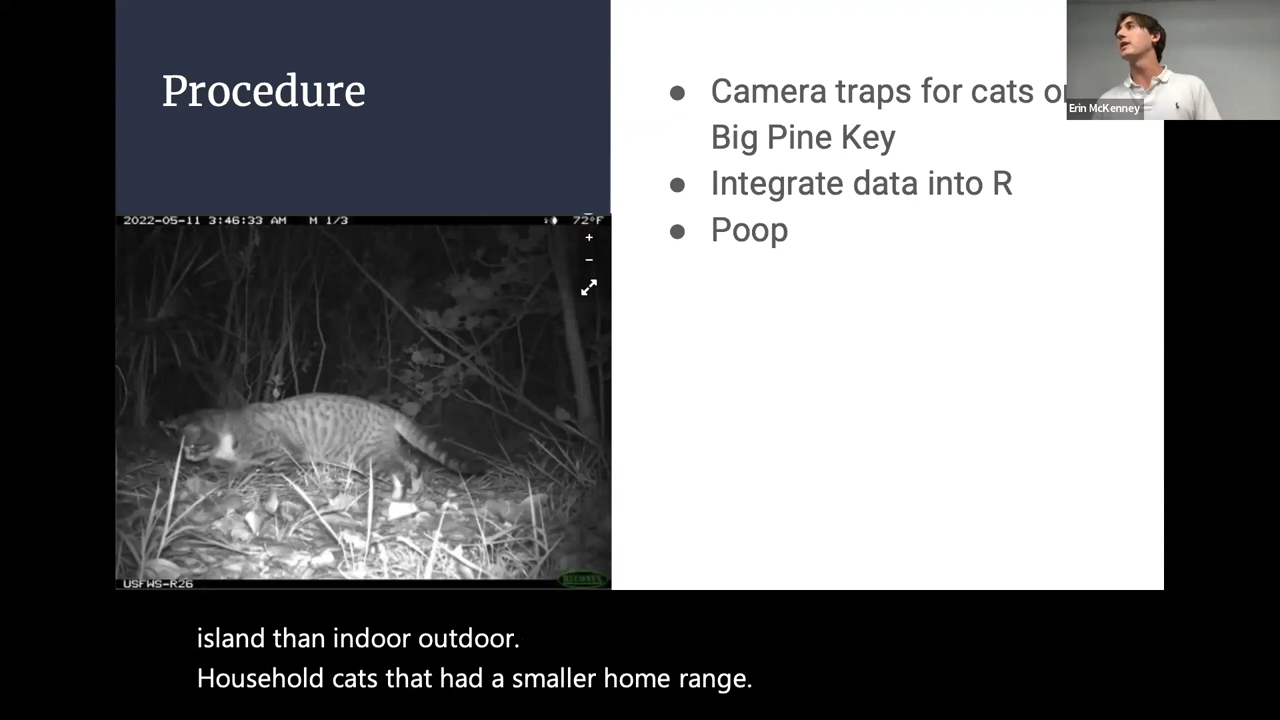 Procedure
Camera traps for cats
Big Pine Key
Integrate data into R
Poop
Erin McKenney
2022-05-11 3:46:33 AM M 1/3 72°F
USFWS-R26
RECONYX
island than indoor outdoor.
Household cats that had a smaller home range.